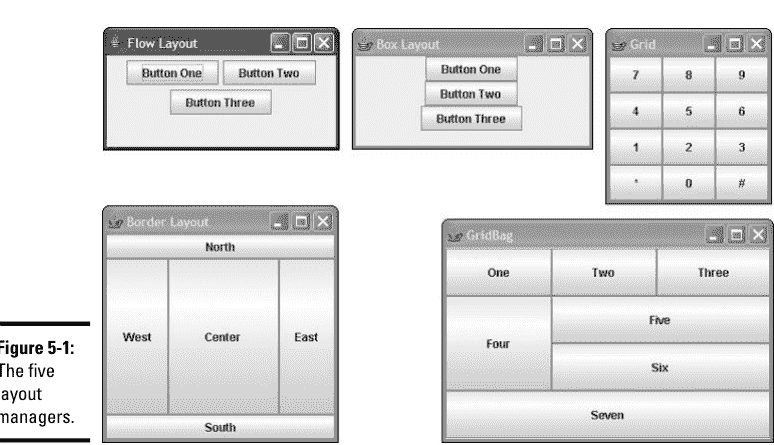 Flow Layout
Button One Button Two
Button Three
Box Layout
Button One
Button Two
Button Three
Grid
7 8 9
4 5 6
1 2 3
* 0 #
Border Layout
North
West Center East
South
GridBag
One Two Three
Four
Five
Six
Seven
Figure 5-1:
The five
layout
managers.